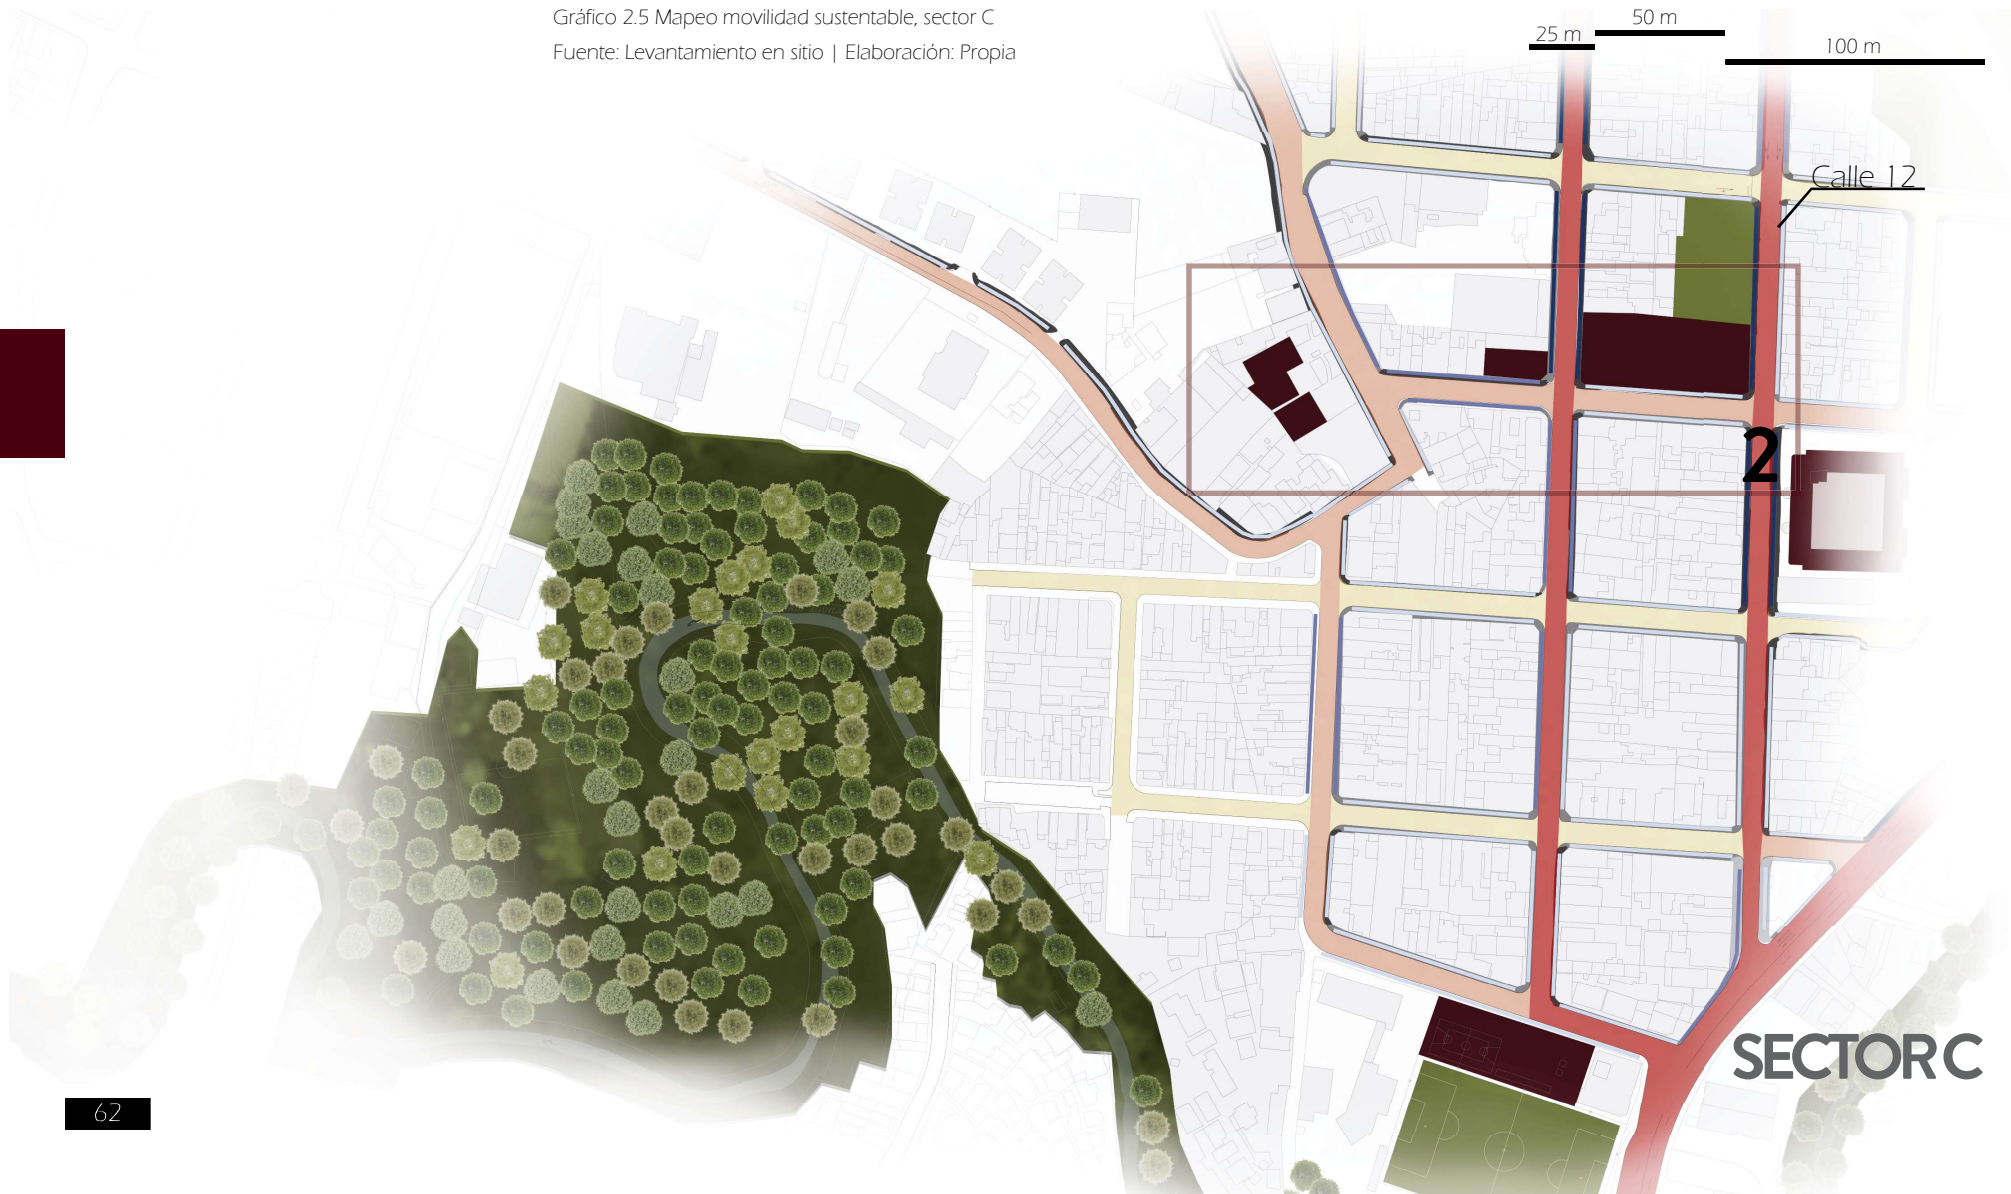 Gráfico 2.5 Mapeo movilidad sustentable, sector C
Fuente: Levantamiento en sitio | Elaboración: Propia
25 m
50 m
100 m
Calle 12
2
SECTOR C
62